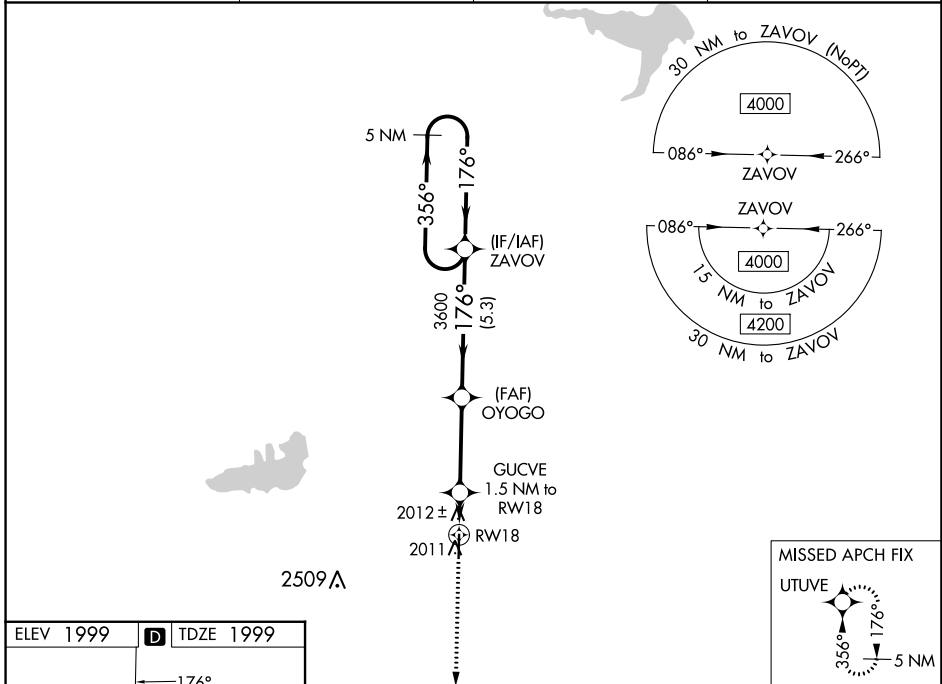 30 NM to ZAVOV (NoPT)
4000
086°
266°
ZAVOV
5 NM
356°
176°
(IF/IAF)
ZAVOV
3600
176°
(5.3)
ZAVOV
086°
266°
4000
15 NM to ZAVOV
4200
30 NM to ZAVOV
(FAF)
OYOGO
GUCVE
1.5 NM to
RW18
2012 ±
RW18
2011
2509
MISSED APCH FIX
UTUVE
356°
176°
5 NM
ELEV 1999 D TDZE 1999
176°